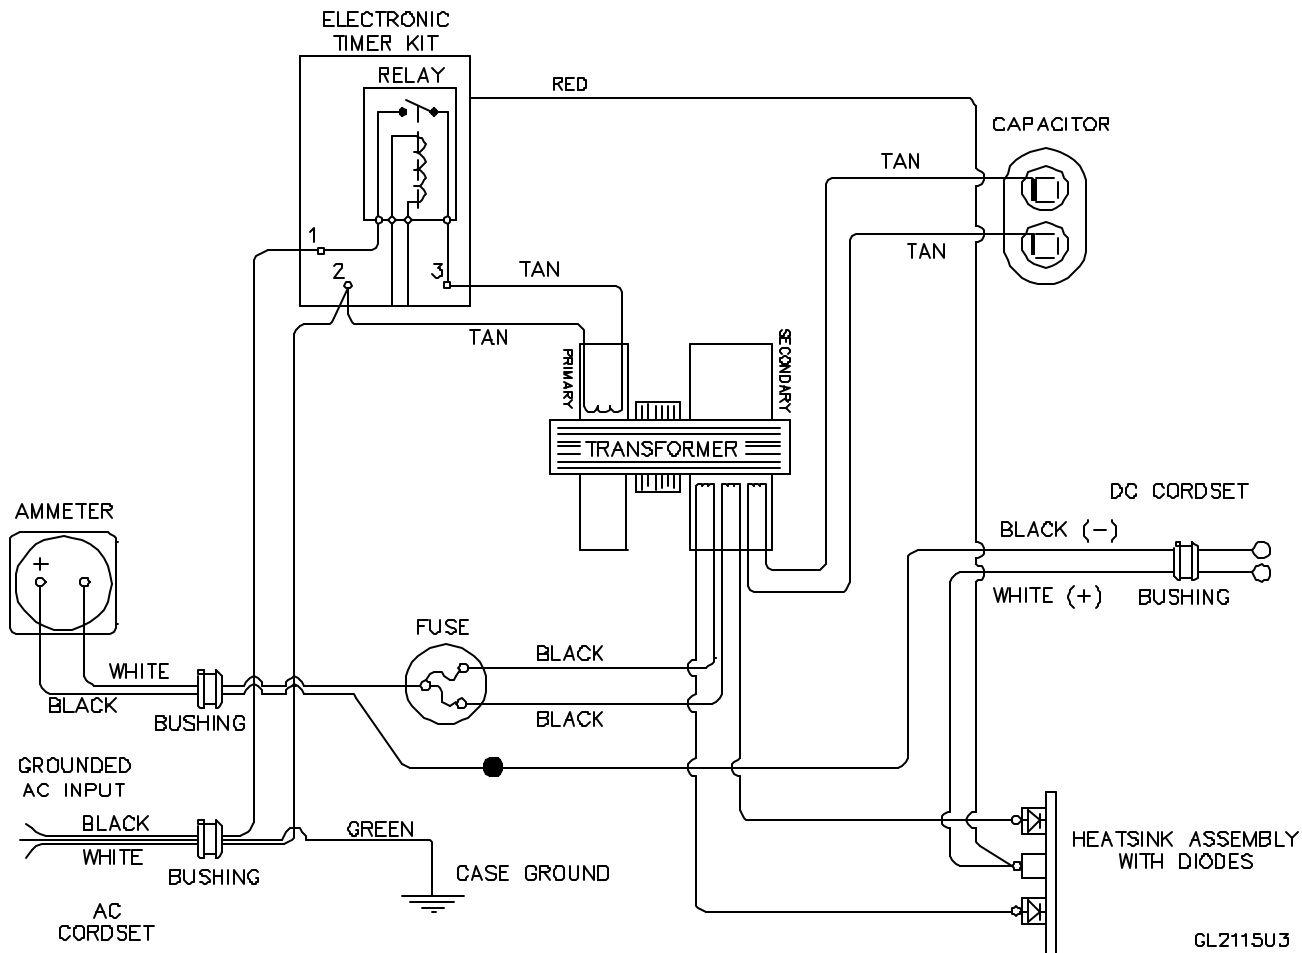 ELECTRONIC
TIMER KIT
RELAY
RED
CAPACITOR
TAN
TAN
1
2
3
TAN
TAN
PRIMARY
SECONDARY
TRANSFORMER
DC CORDSET
BLACK (-)
WHITE (+)
BUSHING
AMMETER
+
FUSE
WHITE
BLACK
BUSHING
BLACK
BLACK
GROUNDED
AC INPUT
BLACK
WHITE
BUSHING
GREEN
CASE GROUND
AC
CORDSET
HEATSINK ASSEMBLY
WITH DIODES
GL2115U3